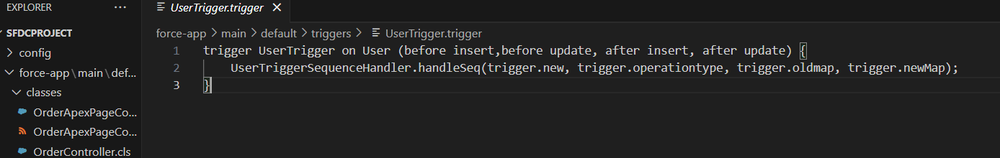 EXPLORER
···
UserTrigger.trigger
SFDCPROJECT
force-app > main > default > triggers > UserTrigger.trigger
config
force-app\main\def...
classes
OrderApexPageCo...
OrderApexPageCo...
OrderController.cls
1 trigger UserTrigger on User (before insert,before update, after insert, after update) {
2 UserTriggerSequenceHandler.handleSeq(trigger.new, trigger.operationtype, trigger.oldmap, trigger.newMap);
3 }